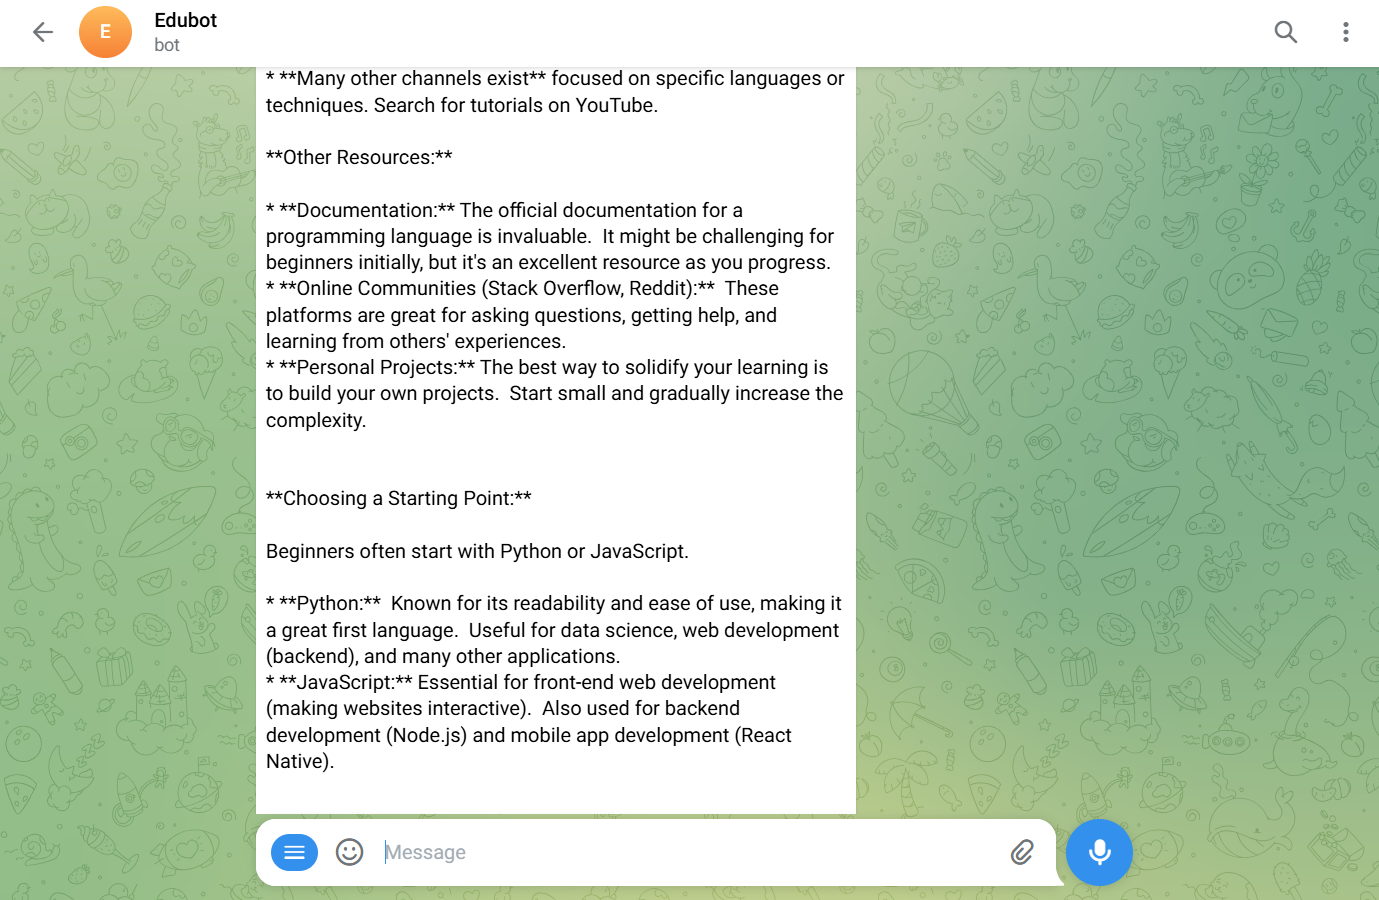 E
Edubot
bot
* **Many other channels exist** focused on specific languages or
techniques. Search for tutorials on YouTube.
**Other Resources:**
* **Documentation:** The official documentation for a
programming language is invaluable.  It might be challenging for
beginners initially, but it's an excellent resource as you progress.
* **Online Communities (Stack Overflow, Reddit):**  These
platforms are great for asking questions, getting help, and
learning from others' experiences.
* **Personal Projects:** The best way to solidify your learning is
to build your own projects.  Start small and gradually increase the
complexity.
**Choosing a Starting Point:**
Beginners often start with Python or JavaScript.
* **Python:**  Known for its readability and ease of use, making it
a great first language.  Useful for data science, web development
(backend), and many other applications.
* **JavaScript:** Essential for front-end web development
(making websites interactive).  Also used for backend
development (Node.js) and mobile app development (React
Native).
Message